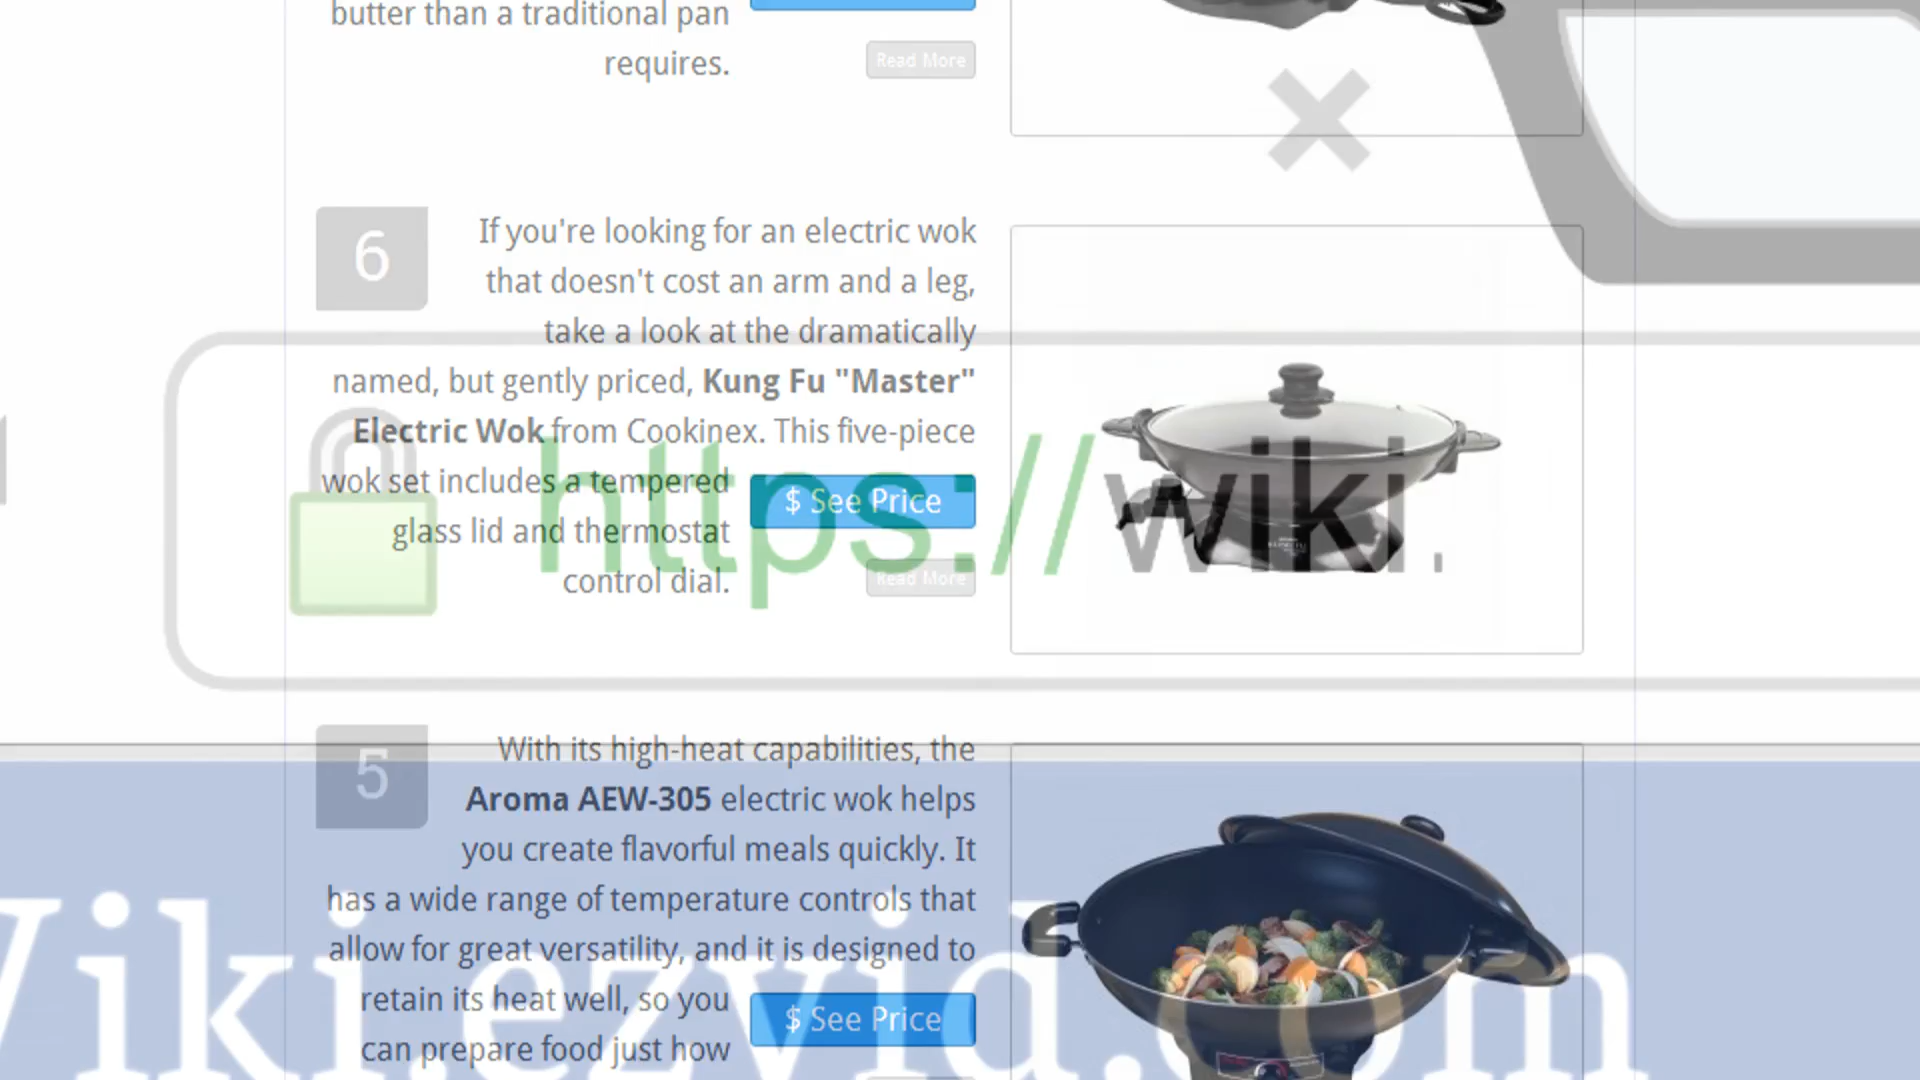 butter than a traditional pan
requires.
Read More
6
If you're looking for an electric wok
that doesn't cost an arm and a leg,
take a look at the dramatically
named, but gently priced, Kung Fu "Master"
Electric Wok from Cookinex. This five-piece
wok set includes a tempered
glass lid and thermostat
control dial.
$ See Price
Read More
https://wiki.
5
With its high-heat capabilities, the
Aroma AEW-305 electric wok helps
you create flavorful meals quickly. It
has a wide range of temperature controls that
allow for great versatility, and it is designed to
retain its heat well, so you
can prepare food just how
$ See Price
Wiki.ezvid.com